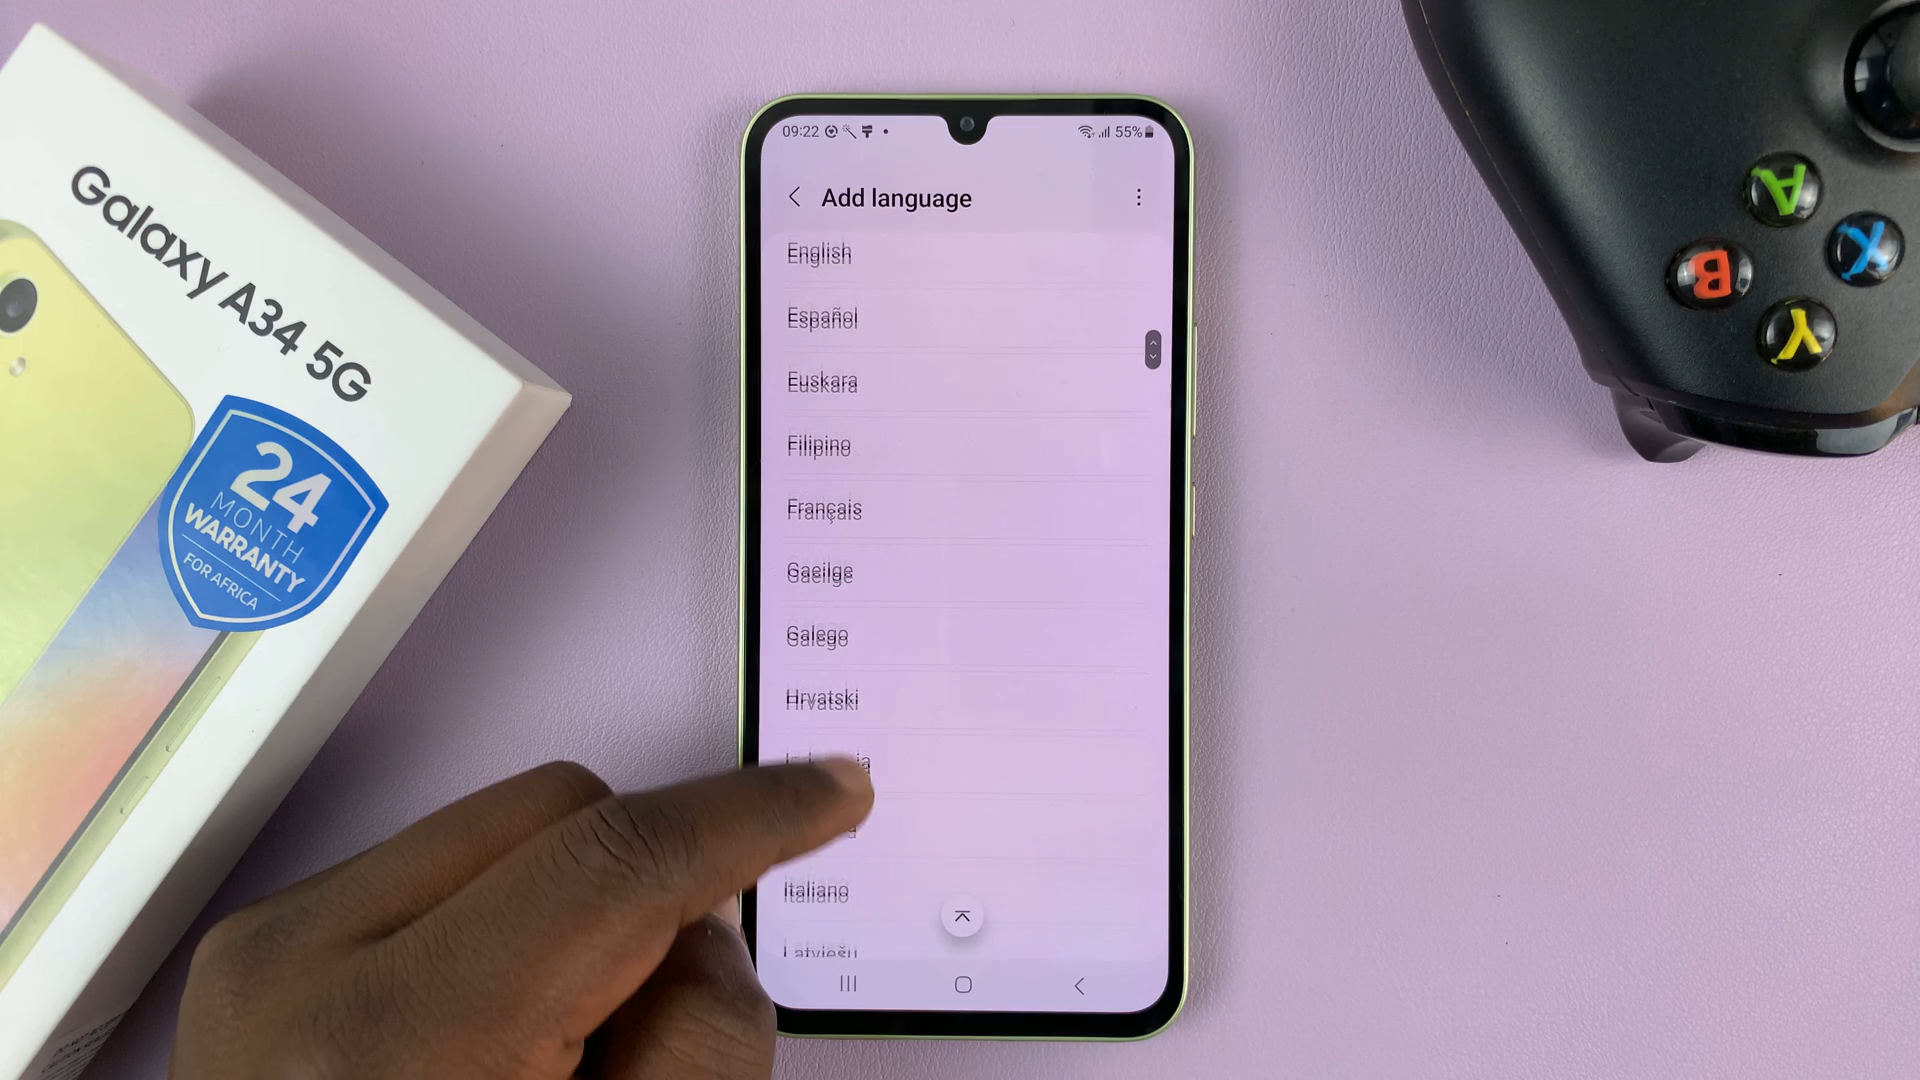 Galaxy A34 5G
24
MONTH
WARRANTY
FOR AFRICA
09:22
55%
Add language
English
Español
Euskara
Filipino
Français
Gaeilge
Galego
Hrvatski
Italiano
Latviešu
A
X
B
Y